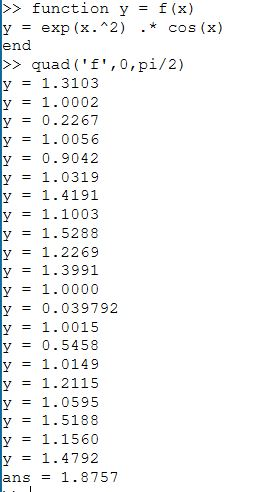 >> function y = f(x)
y = exp(x.^2) .* cos(x)
end
>> quad('f',0,pi/2)
y = 1.3103
y = 1.0002
y = 0.2267
y = 1.0056
y = 0.9042
y = 1.0319
y = 1.4191
y = 1.1003
y = 1.5288
y = 1.2269
y = 1.3991
y = 1.0000
y = 0.039792
y = 1.0015
y = 0.5458
y = 1.0149
y = 1.2115
y = 1.0595
y = 1.5188
y = 1.1560
y = 1.4792
ans = 1.8757